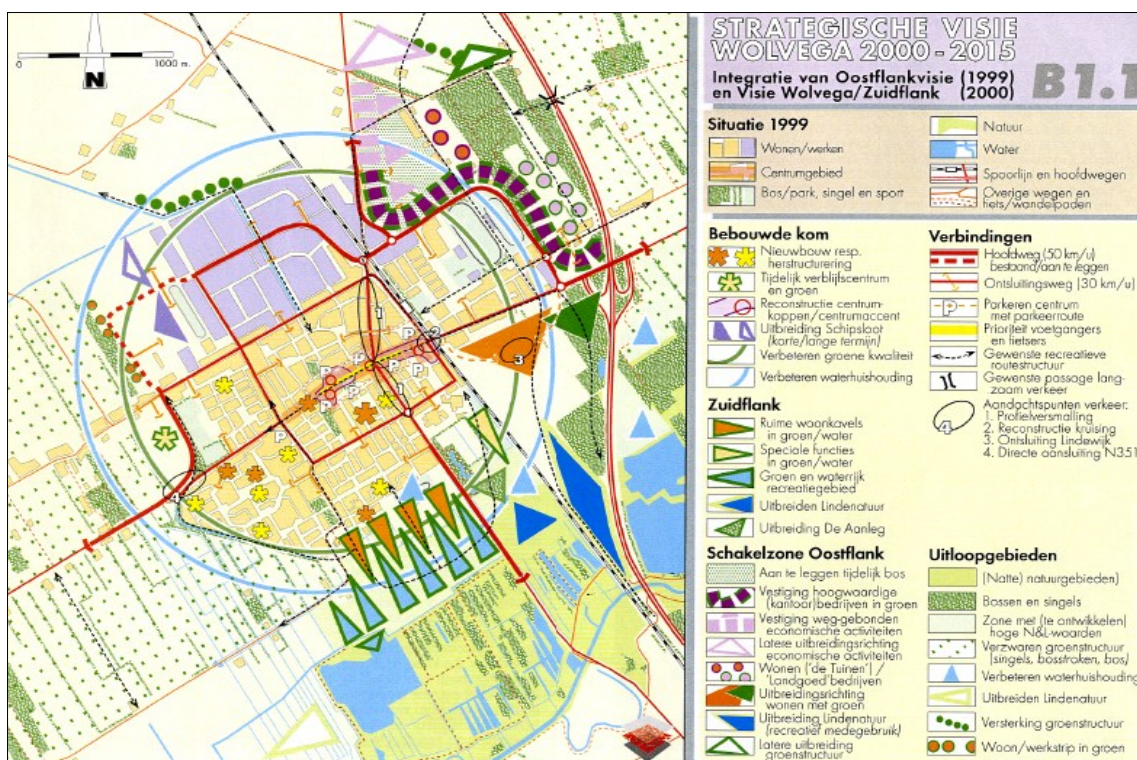 0 1000 m.
N
P
P
P
P
P
P
P
P
1
1
2
3
4
STRATEGISCHE VISIE
WOLVEGA 2000 - 2015
Integratie van Oostflankvisie (1999)
en Visie Wolvega/Zuidflank (2000)
B1.1
Situatie 1999
Wonen/werken
Centrumgebied
Bos/park, singel en sport
Natuur
Water
Spoorlijn en hoofdwegen
Overige wegen en
fiets/wandelpaden
Bebouwde kom
Nieuwbouw resp.
herstructurering
Tijdelijk verblijfscentrum
en groen
Reconstructie centrum-
koppen/centrumaccent
Uitbreiding Schipsloot
(korte/lange termijn)
Verbeteren groene kwaliteit
Verbeteren waterhuishouding
Zuidflank
Ruime woonkavels
in groen/water
Speciale functies
in groen/water
Groen en waterrijk
recreatiegebied
Uitbreiden Lindenatuur
Uitbreiding De Aanleg
Schakelzone Oostflank
Aan te leggen tijdelijk bos
Vestiging hoogwaardige
(kantoor)bedrijven in groen
Vestiging weg-gebonden
economische activiteiten
Latere uitbreidingsrichting
economische activiteiten
Wonen ('de Tuinen') /
'Landgoed'bedrijven
Uitbreidingsrichting
wonen met groen
Uitbreiding Lindenatuur
(recreatief medegebruik)
Latere uitbreiding
groenstructuur
Verbindingen
Hoofdweg (50 km/u)
bestaand/aan te leggen
Ontsluitingsweg (30 km/u)
P
Parkeren centrum
met parkeerroute
Prioriteit voetgangers
en fietsers
Gewenste recreatieve
routestructuur
Gewenste passage lang-
zaam verkeer
4
Aandachtspunten verkeer:
1. Profielversmalling
2. Reconstructie kruising
3. Ontsluiting Lindewijk
4. Directe aansluiting N351
Uitloopgebieden
(Natte) natuurgebieden)
Bossen en singels
Zone met (te ontwikkelen)
hoge N&L-waarden
Verzwaren groenstructuur
(singels, bosstroken, bos)
Verbeteren waterhuishouding
Uitbreiden Lindenatuur
Versterking groenstructuur
Woon/werkstrip in groen